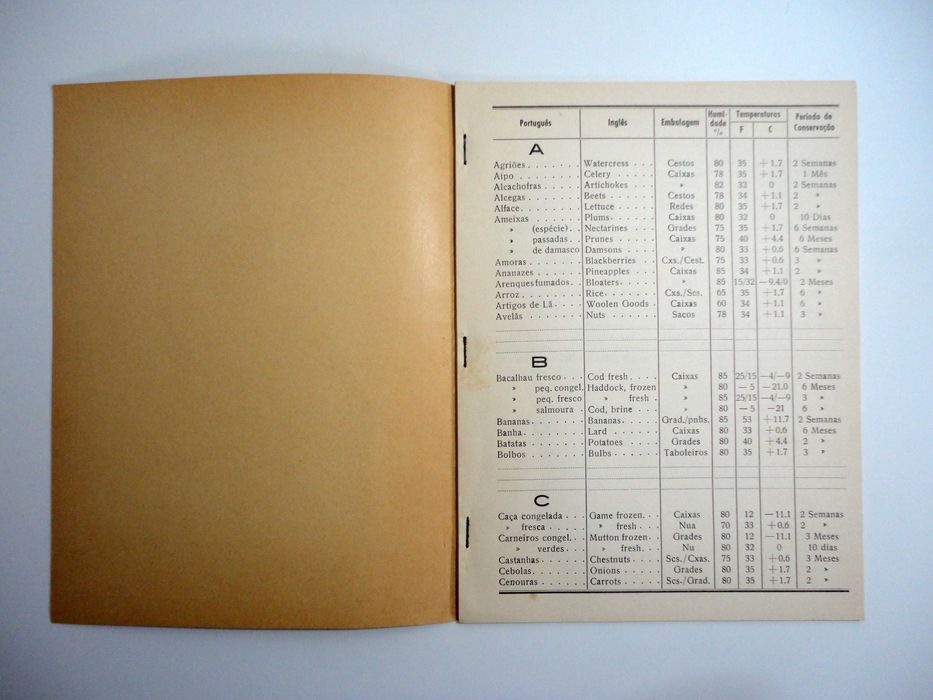 Português Inglês Embalagem Humidade % Temperaturas F C Período de Conservação
A
Agriões Watercress Cestos 80 35 +1.7 2 Semanas
Aipo Celery Caixas 78 35 +1.7 1 Mês
Alcachofras Artichokes » 82 32 0 2 Semanas
Alcegas Beets Cestos 78 34 +1.1 2 »
Alface Lettuce Redes 80 35 +1.7 2 »
Ameixas Plums Caixas 80 32 0 10 Dias
» (espécie) Nectarines Grades 75 35 +1.7 6 Semanas
» passadas Prunes Caixas 75 40 +4.4 6 Meses
» de damasco Damsons » 80 33 +0.6 6 Semanas
Amoras Blackberries Cxs./Cest. 75 33 +0.6 3 »
Ananazes Pineapples Caixas 85 34 +1.1 2 »
Arenques fumados Bloaters » 85 15/32 −9.4/0 2 Meses
Arroz Rice Cxs./Scs. 65 35 +1.7 6 »
Artigos de Lã Woolen Goods Caixas 60 34 +1.1 6 »
Avelãs Nuts Sacos 78 34 +1.1 3 »
B
Bacalhau fresco Cod fresh Caixas 85 25/15 −4/−9 2 Semanas
» peq. congel. Haddock, frozen » 80 −5 −21.0 6 Meses
» peq. fresco » fresh » 85 25/15 −4/−9 3 »
» salmoura Cod, brine » 80 −5 −21 6 »
Bananas Bananas Grad./pnhs. 85 53 +11.7 2 Semanas
Banha Lard Caixas 80 33 +0.6 6 Meses
Batatas Potatoes Grades 80 40 +4.4 2 »
Bolbos Bulbs Taboleiros 80 35 +1.7 3 »
C
Caça congelada Game frozen Caixas 80 12 −11.1 2 Semanas
» fresca » fresh Nua 70 33 +0.6 2 »
Carneiros congel. Mutton frozen Grades 80 12 −11.1 3 Meses
» verdes » fresh Nu 80 32 0 10 dias
Castanhas Chestnuts Scs./Cxas. 75 33 +0.6 3 Meses
Cebolas Onions Grades 80 35 +1.7 2 »
Cenouras Carrots Scs./Grad. 80 35 +1.7 2 »